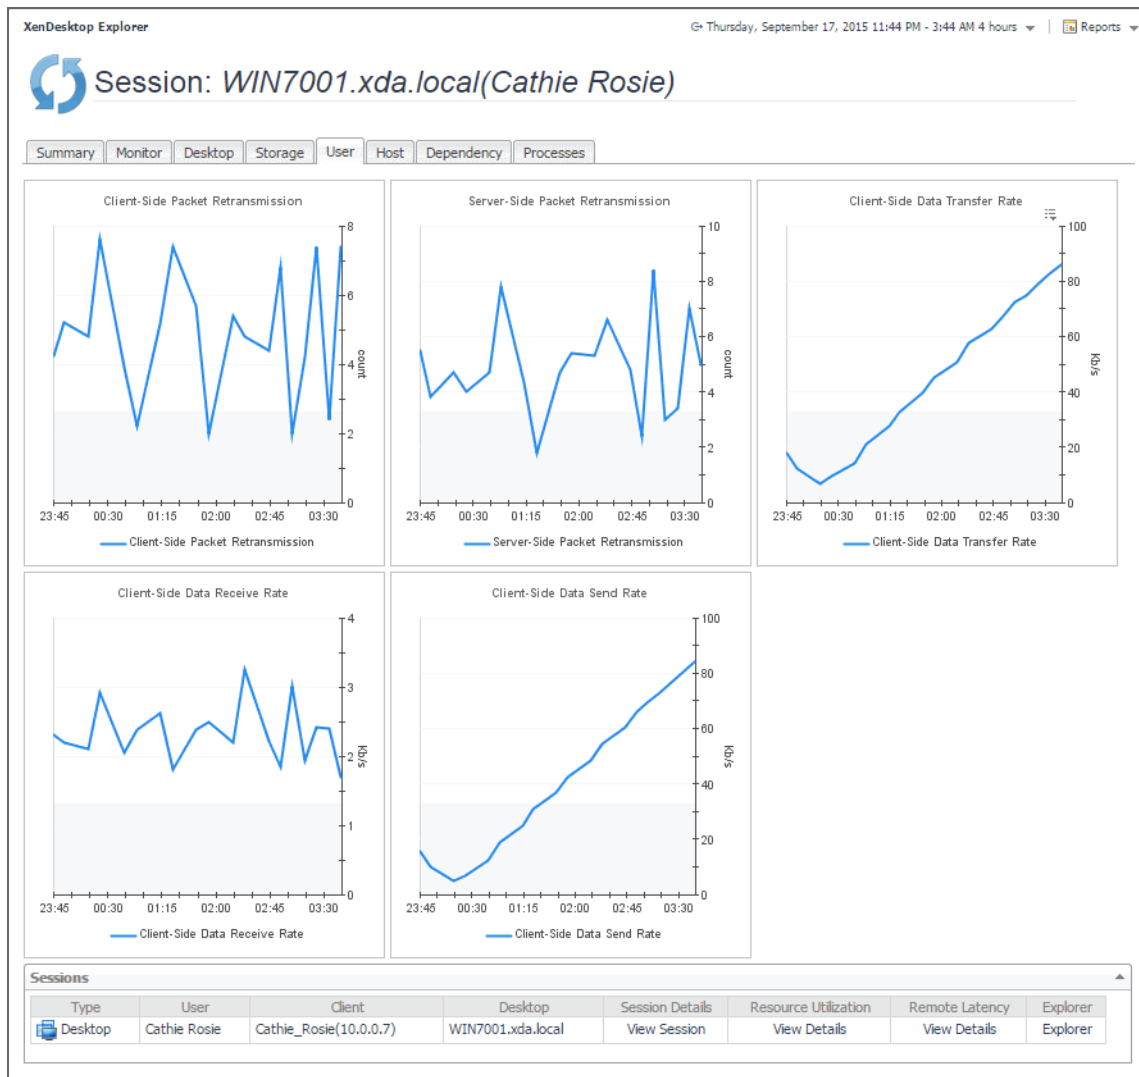 XenDesktop Explorer
Thursday, September 17, 2015 11:44 PM - 3:44 AM 4 hours | Reports
Session: WIN7001.xda.local(Cathie Rosie)
Summary Monitor Desktop Storage User Host Dependency Processes
Client-Side Packet Retransmission
8
6
4
2
0
count
23:45 00:30 01:15 02:00 02:45 03:30
Client-Side Packet Retransmission
Server-Side Packet Retransmission
10
8
6
4
2
0
count
23:45 00:30 01:15 02:00 02:45 03:30
Server-Side Packet Retransmission
Client-Side Data Transfer Rate
100
80
60
40
20
0
Kb/s
23:45 00:30 01:15 02:00 02:45 03:30
Client-Side Data Transfer Rate
Client-Side Data Receive Rate
4
3
2
1
0
Kb/s
23:45 00:30 01:15 02:00 02:45 03:30
Client-Side Data Receive Rate
Client-Side Data Send Rate
100
80
60
40
20
0
Kb/s
23:45 00:30 01:15 02:00 02:45 03:30
Client-Side Data Send Rate
Sessions
Type User Client Desktop Session Details Resource Utilization Remote Latency Explorer
Desktop Cathie Rosie Cathie_Rosie(10.0.0.7) WIN7001.xda.local View Session View Details View Details Explorer